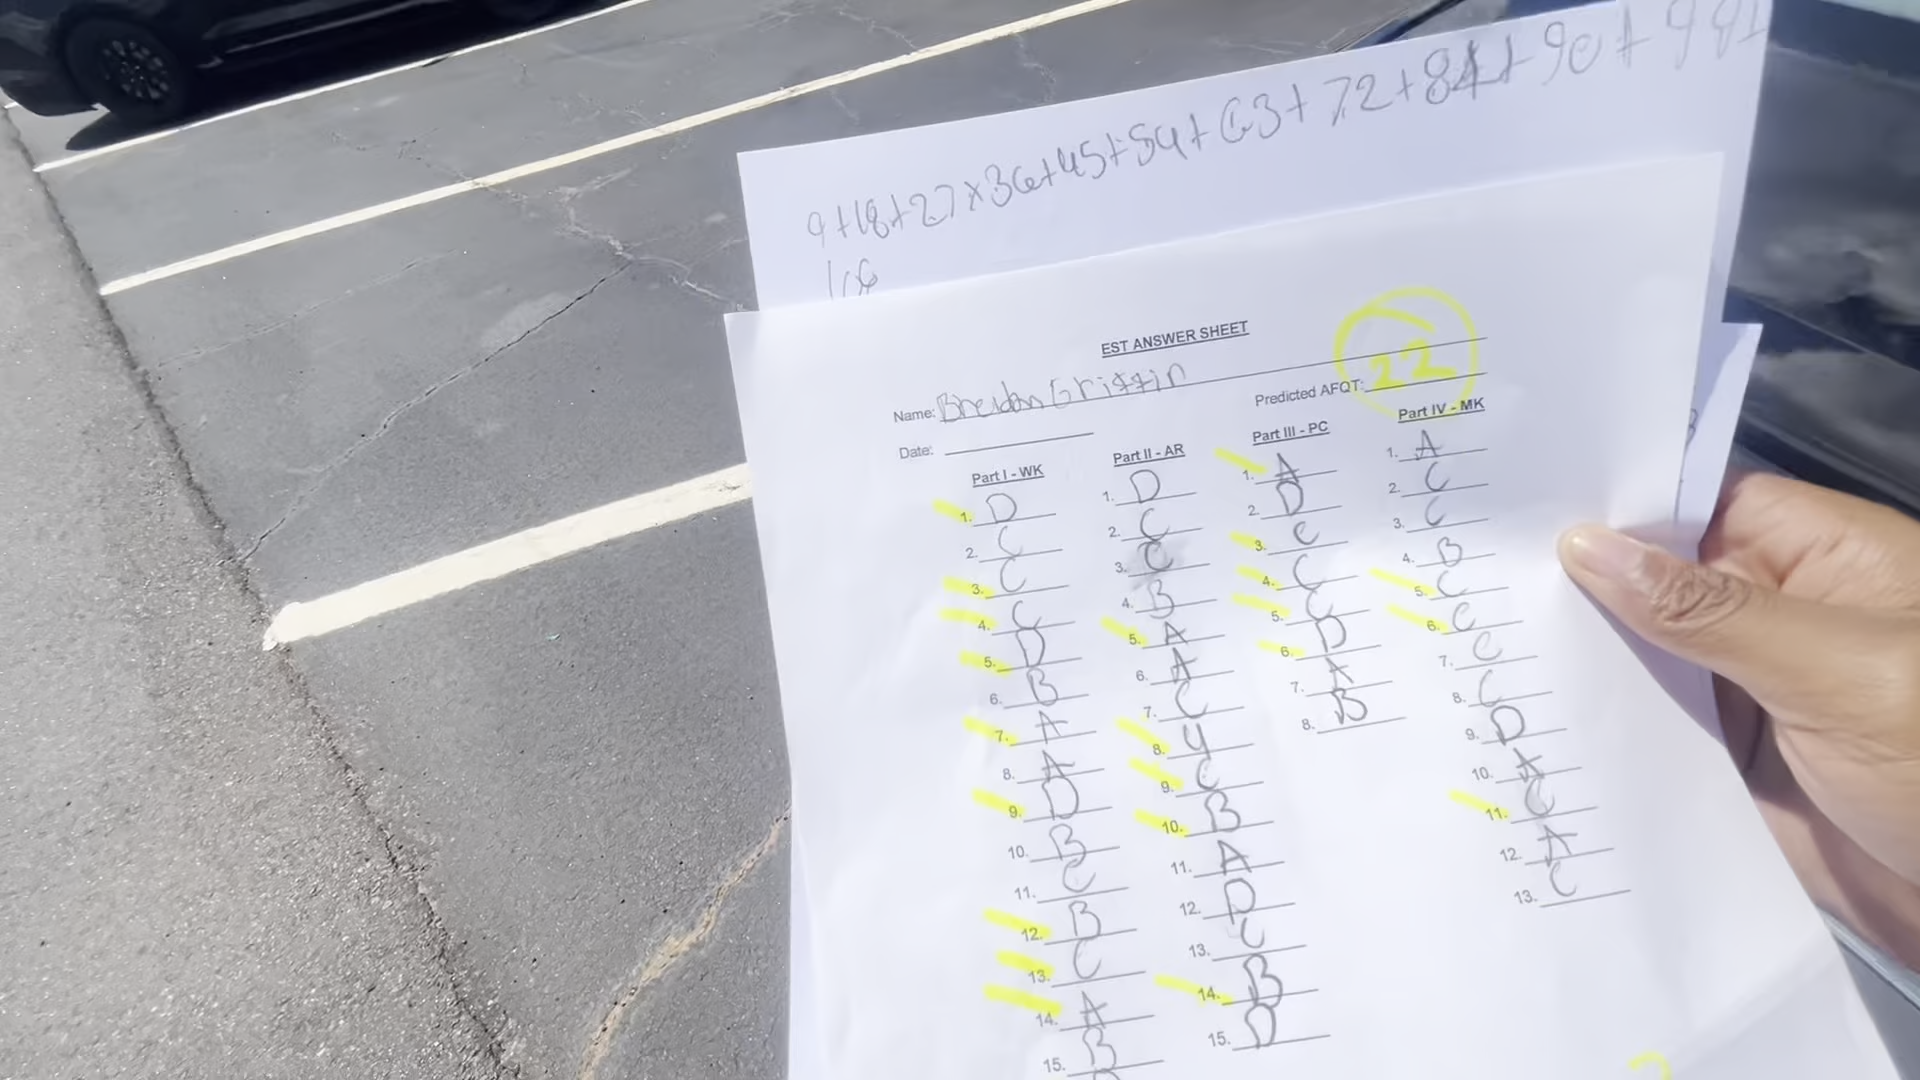 9+18+27x36+45+54+63+72+81+90+991
EST ANSWER SHEET
Name: Breidon Griffin
Predicted AFQT: 22
Date:
Part I - WK
1. D
2. C
3. C
4. C
5. D
6. B
7. A
8. A
9. D
10. B
11. C
12. B
13. C
14. A
15. B
Part II - AR
1. D
2. C
3. C
4. B
5. A
6. A
7. C
8. 4
9. C
10. B
11. A
12. D
13. C
14. B
15. D
Part III - PC
1. A
2. D
3. C
4. C
5. C
6. D
7. A
8. B
Part IV - MK
1. A
2. C
3. C
4. B
5. C
6. C
7. C
8. C
9. D
10. A
11. C
12. A
13. C